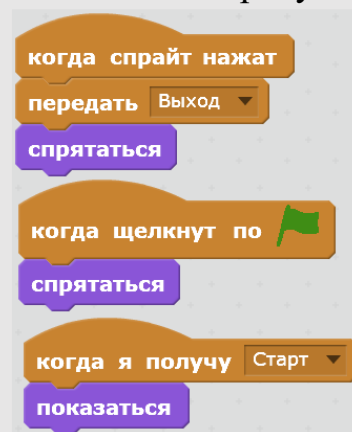 когда спрайт нажат
передать Выход
спрятаться
когда щелкнут по
спрятаться
когда я получу Старт
показаться